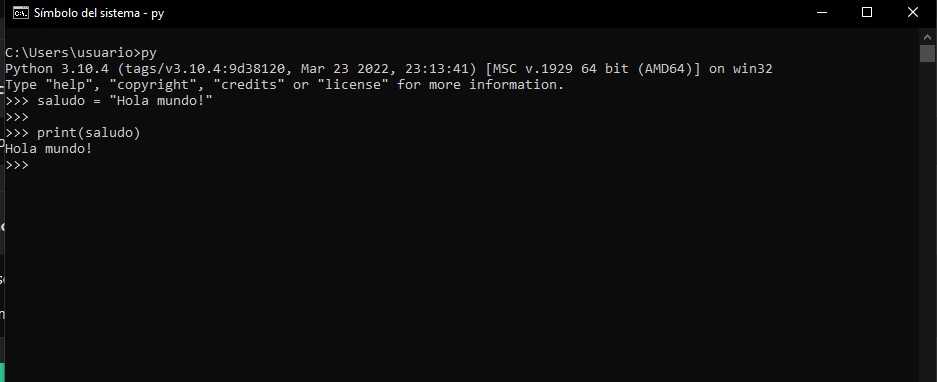 Símbolo del sistema - py
C:\Users\usuario>py
Python 3.10.4 (tags/v3.10.4:9d38120, Mar 23 2022, 23:13:41) [MSC v.1929 64 bit (AMD64)] on win32
Type "help", "copyright", "credits" or "license" for more information.
>>> saludo = "Hola mundo!"
>>>
>>> print(saludo)
Hola mundo!
>>>